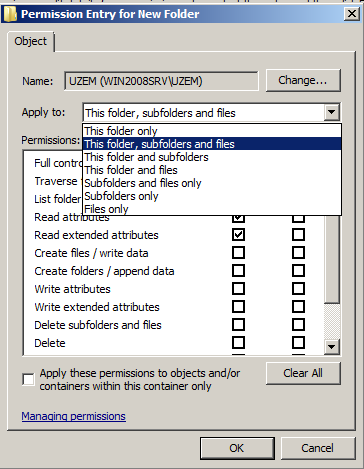 Permission Entry for New Folder
Object
Name: UZEM (WIN2008SRV\UZEM) Change...
Apply to: This folder, subfolders and files
This folder only
Permissions: This folder, subfolders and files
This folder and subfolders
Full contro This folder and files
Traverse Subfolders and files only
List folder Subfolders only
Files only
Read attributes
Read extended attributes
Create files / write data
Create folders / append data
Write attributes
Write extended attributes
Delete subfolders and files
Delete
Apply these permissions to objects and/or
containers within this container only
Clear All
Managing permissions
OK Cancel